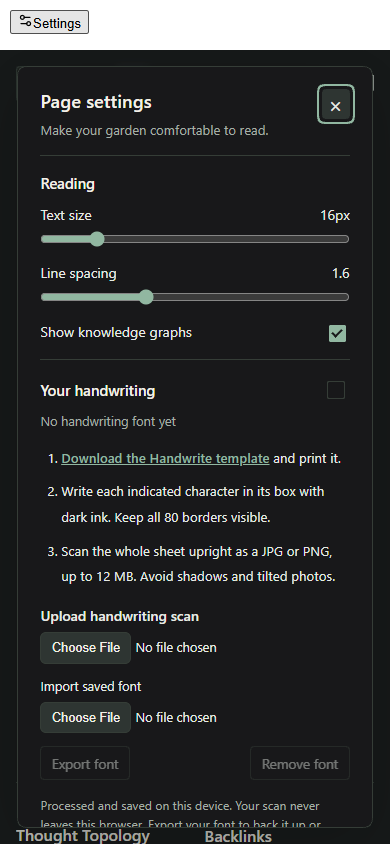 Settings
Page settings
×
Make your garden comfortable to read.
Reading
Text size 16px
Line spacing 1.6
Show knowledge graphs
Your handwriting
No handwriting font yet
1. Download the Handwrite template and print it.
2. Write each indicated character in its box with
dark ink. Keep all 80 borders visible.
3. Scan the whole sheet upright as a JPG or PNG,
up to 12 MB. Avoid shadows and tilted photos.
Upload handwriting scan
Choose File No file chosen
Import saved font
Choose File No file chosen
Export font Remove font
Processed and saved on this device. Your scan never
leaves this browser. Export your font to back it up or
Thought Topology Backlinks